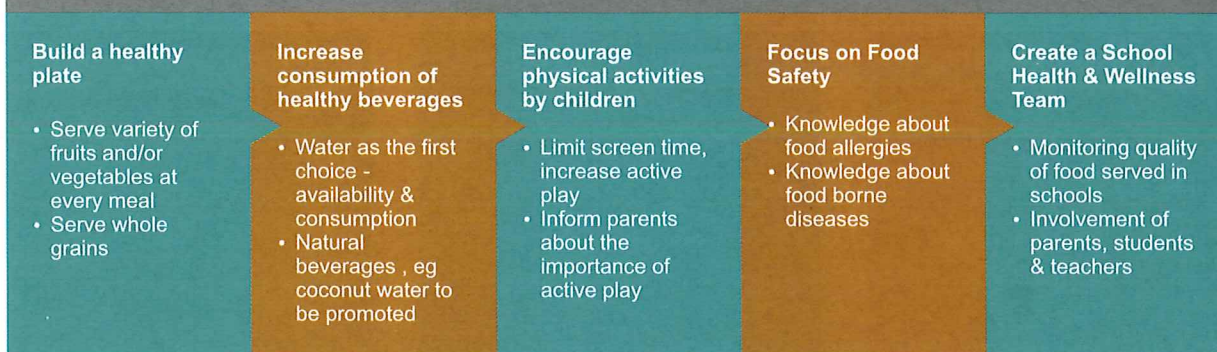 Build a healthy
plate
• Serve variety of
fruits and/or
vegetables at
every meal
• Serve whole
grains
Increase
consumption of
healthy beverages
• Water as the first
choice -
availability &
consumption
• Natural
beverages , eg
coconut water to
be promoted
Encourage
physical activities
by children
• Limit screen time,
increase active
play
• Inform parents
about the
importance of
active play
Focus on Food
Safety
• Knowledge about
food allergies
• Knowledge about
food borne
diseases
Create a School
Health & Wellness
Team
• Monitoring quality
of food served in
schools
• Involvement of
parents, students
& teachers